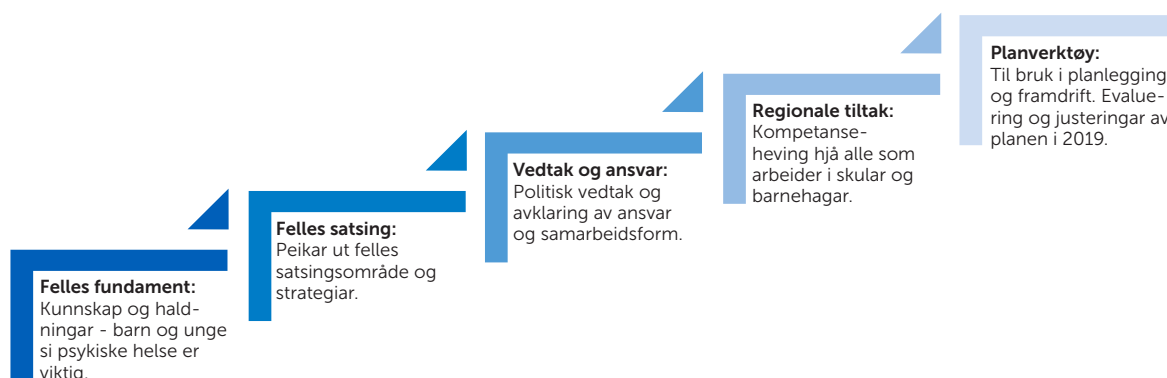 Felles fundament:
Kunnskap og hald-
ningar - barn og unge
si psykiske helse er
viktig.
Felles satsing:
Peikar ut felles
satsingsområde og
strategiar.
Vedtak og ansvar:
Politisk vedtak og
avklaring av ansvar
og samarbeidsform.
Regionale tiltak:
Kompetanse-
heving hjå alle som
arbeider i skular og
barnehagar.
Planverktøy:
Til bruk i planlegging
og framdrift. Evalue-
ring og justeringar av
planen i 2019.